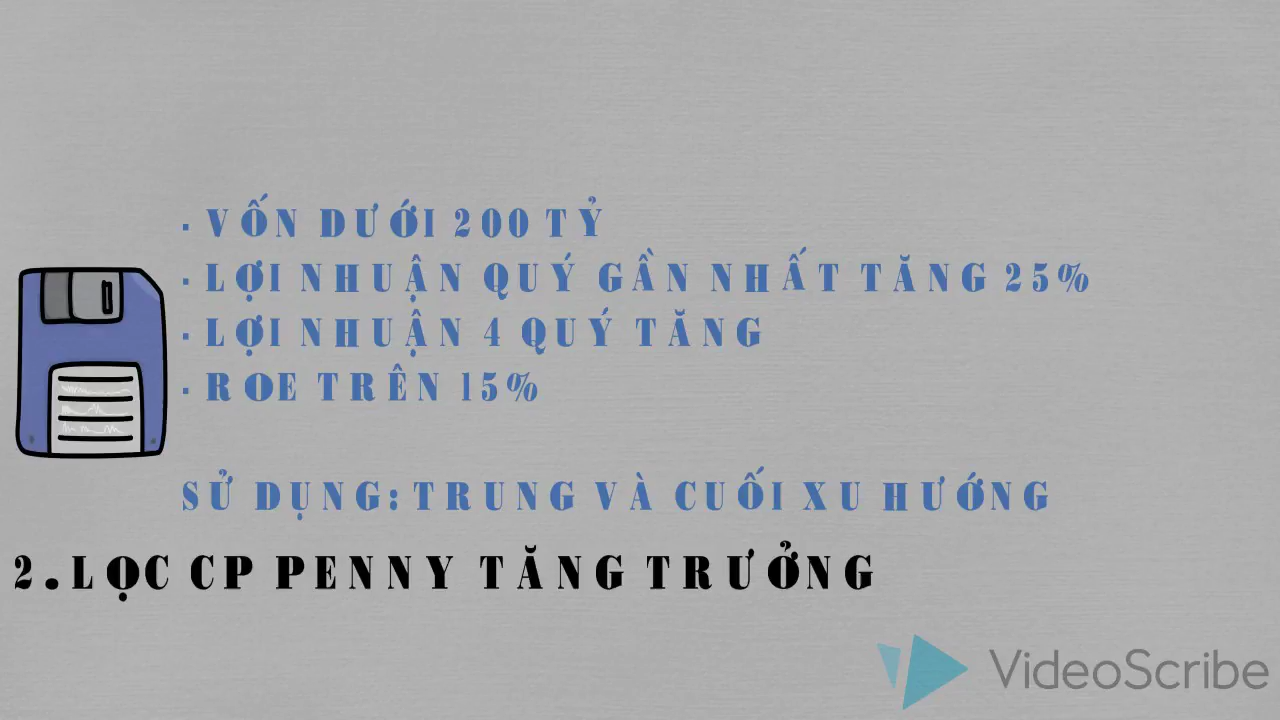 · VỐN DƯỚI 200 TỶ
· LỢI NHUẬN QUÝ GẦN NHẤT TĂNG 25%
· LỢI NHUẬN 4 QUÝ TĂNG
· ROE TRÊN 15%
SỬ DỤNG: TRUNG VÀ CUỐI XU HƯỚNG
2. LỌC CP PENNY TĂNG TRƯỞNG
VideoScribe